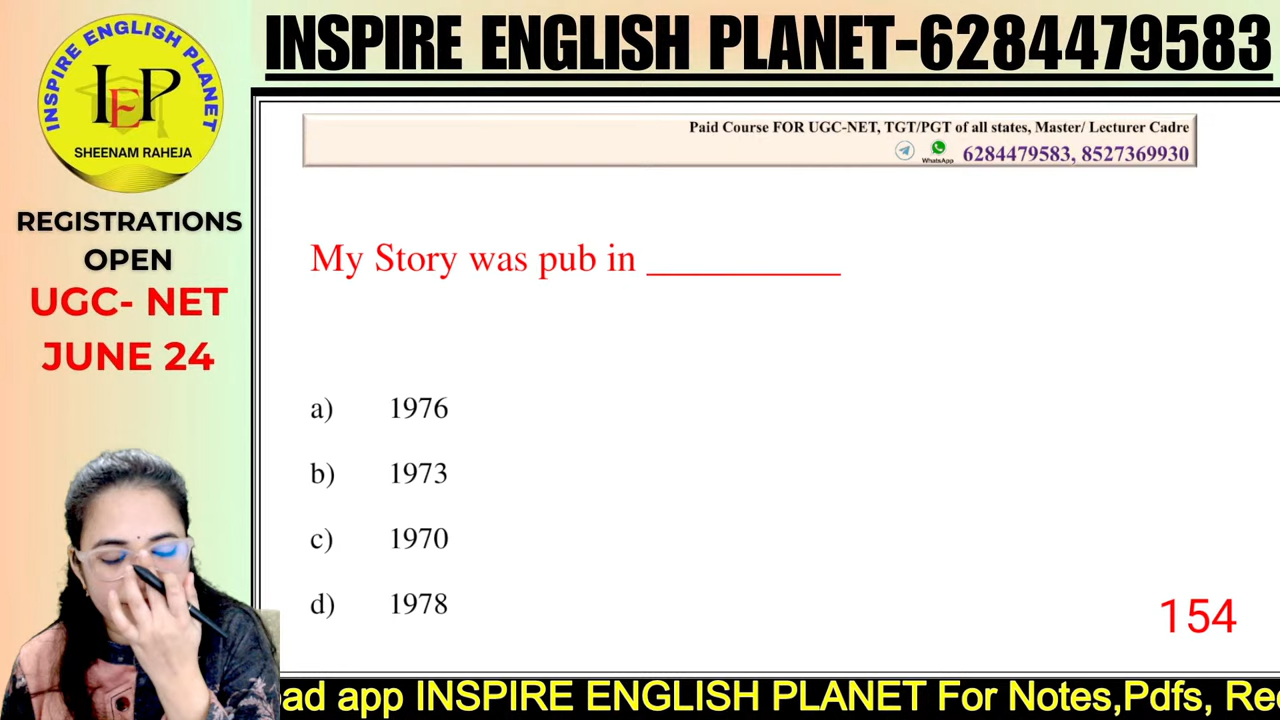 INSPIRE ENGLISH PLANET
IEP
SHEENAM RAHEJA
REGISTRATIONS
OPEN
UGC- NET
JUNE 24
INSPIRE ENGLISH PLANET-6284479583
Paid Course FOR UGC-NET, TGT/PGT of all states, Master/ Lecturer Cadre
WhatsApp 6284479583, 8527369930
My Story was pub in __________
a) 1976
b) 1973
c) 1970
d) 1978
154
ad app INSPIRE ENGLISH PLANET For Notes,Pdfs, Re